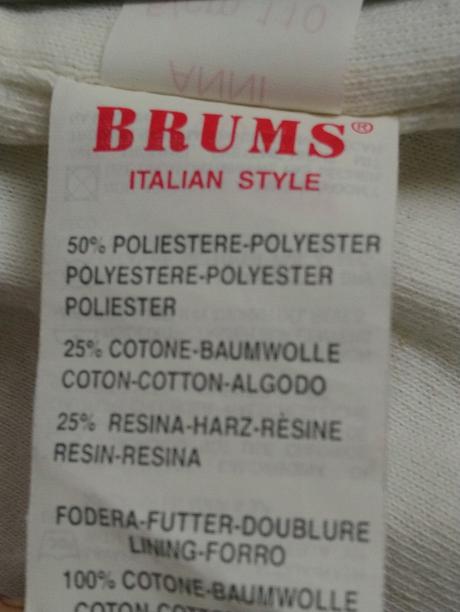 BRUMS®
ITALIAN STYLE
50% POLIESTERE-POLYESTER
POLYESTERE-POLYESTER
POLIESTER
25% COTONE-BAUMWOLLE
COTON-COTTON-ALGODO
25% RESINA-HARZ-RÈSINE
RESIN-RESINA
FODERA-FUTTER-DOUBLURE
LINING-FORRO
100% COTONE-BAUMWOLLE